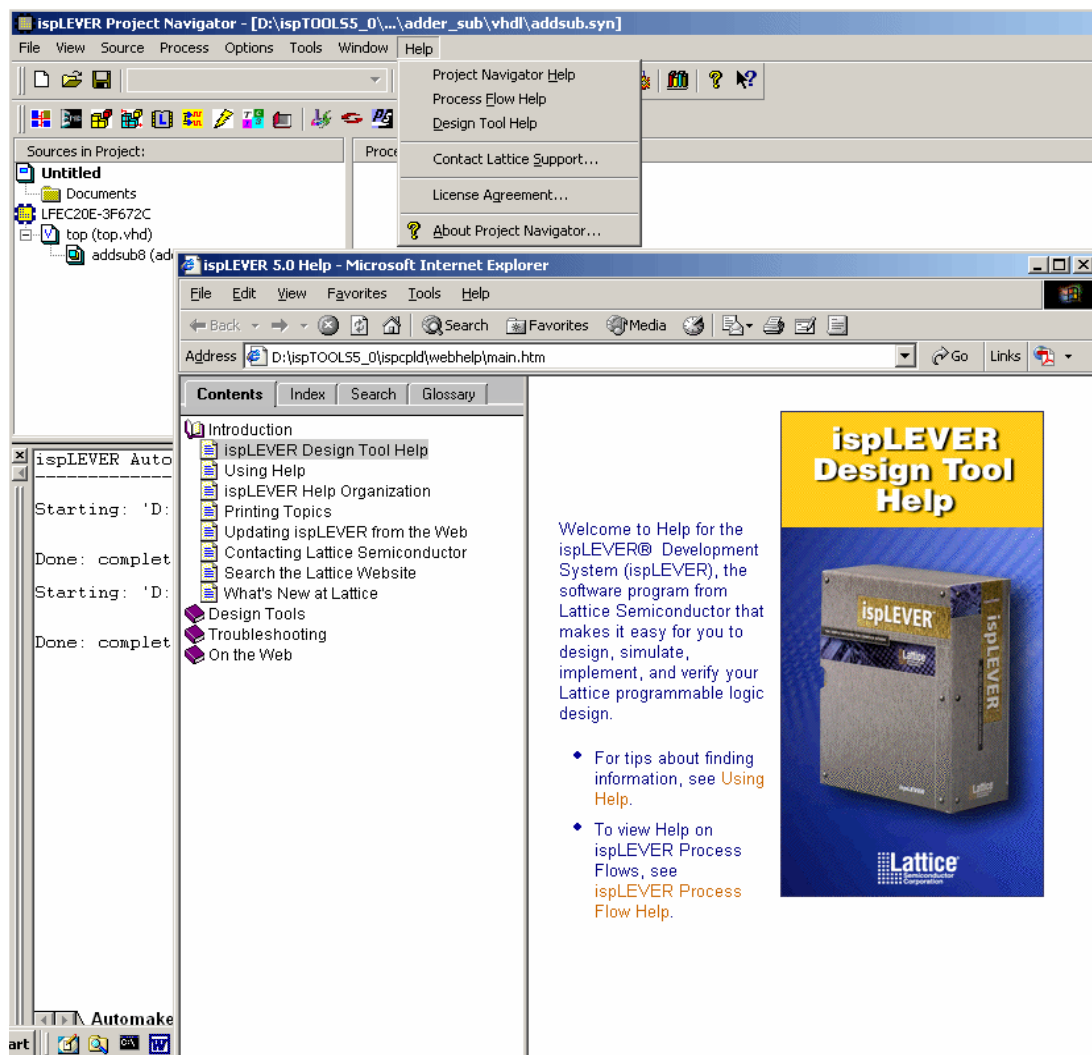 ispLEVER Project Navigator - [D:\ispTOOLS5_0\...\adder_sub\vhdl\addsub.syn]
File View Source Process Options Tools Window Help
Project Navigator Help
Process Flow Help
Design Tool Help
Contact Lattice Support...
License Agreement...
About Project Navigator...
Sources in Project:
Untitled
Documents
LFEC20E-3F672C
top (top.vhd)
addsub8
ispLEVER 5.0 Help - Microsoft Internet Explorer
File Edit View Favorites Tools Help
Back Search Favorites Media
Address D:\ispTOOLS5_0\ispcpld\webhelp\main.htm Go Links
Contents Index Search Glossary
Introduction
ispLEVER Design Tool Help
Using Help
ispLEVER Help Organization
Printing Topics
Updating ispLEVER from the Web
Contacting Lattice Semiconductor
Search the Lattice Website
What's New at Lattice
Design Tools
Troubleshooting
On the Web
Welcome to Help for the
ispLEVER® Development
System (ispLEVER), the
software program from
Lattice Semiconductor that
makes it easy for you to
design, simulate,
implement, and verify your
Lattice programmable logic
design.
For tips about finding
information, see Using
Help.
To view Help on
ispLEVER Process
Flows, see
ispLEVER Process
Flow Help.
ispLEVER
Design Tool
Help
ispLEVER
ispLEVER
Lattice
Lattice
Semiconductor
Corporation
ispLEVER Auto
--------------
Starting: 'D:
Done: complet
Starting: 'D:
Done: complet
Automake
art